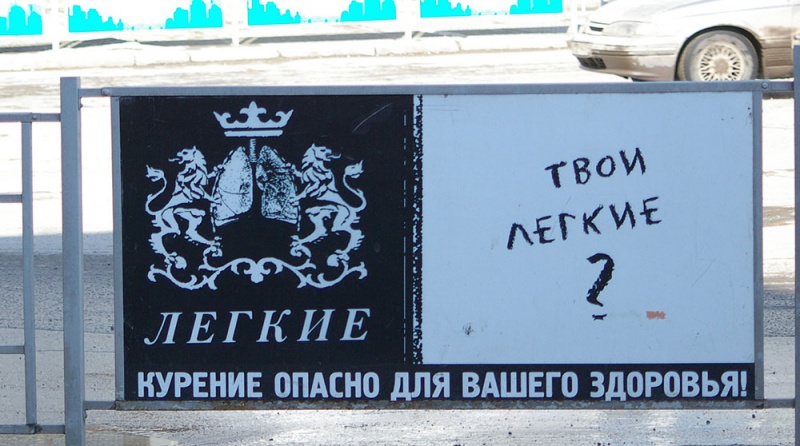 ЛЕГКИЕ
ТВОИ
ЛЕГКИЕ
?
КУРЕНИЕ ОПАСНО ДЛЯ ВАШЕГО ЗДОРОВЬЯ!